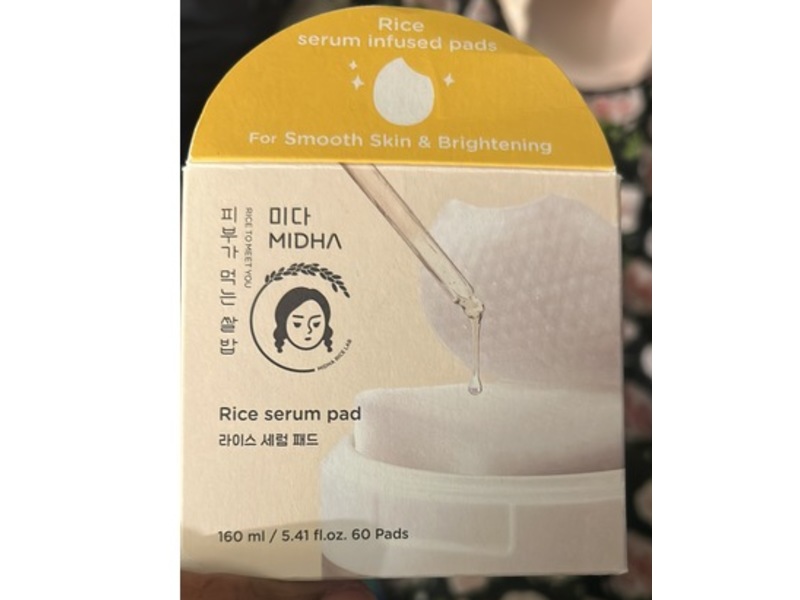 Rice
serum infused pads
For Smooth Skin & Brightening
피부가 먹는 쌀밥
RICE TO MEET YOU
미다
MIDHA
MIDHA RICE LAB
Rice serum pad
라이스 세럼 패드
160 ml / 5.41 fl.oz. 60 Pads